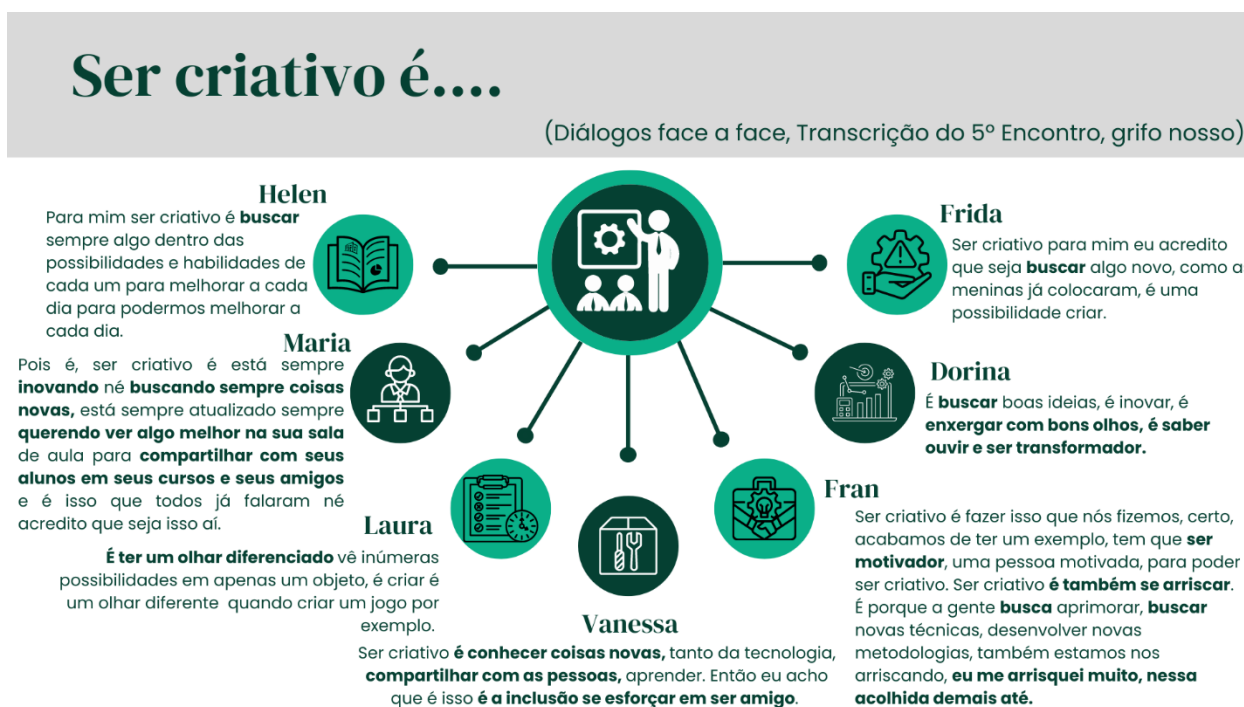 Ser criativo é....
(Diálogos face a face, Transcrição do 5º Encontro, grifo nosso)
Helen
Para mim ser criativo é buscar
sempre algo dentro das
possibilidades e habilidades de
cada um para melhorar a cada
dia para podermos melhorar a
cada dia.
Maria
Pois é, ser criativo é está sempre
inovando né buscando sempre coisas
novas, está sempre atualizado sempre
querendo ver algo melhor na sua sala
de aula para compartilhar com seus
alunos em seus cursos e seus amigos
e é isso que todos já falaram né
acredito que seja isso aí.
Laura
É ter um olhar diferenciado vê inúmeras
possibilidades em apenas um objeto, é criar é
um olhar diferente quando criar um jogo por
exemplo.
Vanessa
Ser criativo é conhecer coisas novas, tanto da tecnologia,
compartilhar com as pessoas, aprender. Então eu acho
que é isso é a inclusão se esforçar em ser amigo.
Fran
Ser criativo é fazer isso que nós fizemos, certo,
acabamos de ter um exemplo, tem que ser
motivador, uma pessoa motivada, para poder
ser criativo. Ser criativo é também se arriscar.
É porque a gente busca aprimorar, buscar
novas técnicas, desenvolver novas
metodologias, também estamos nos
arriscando, eu me arrisquei muito, nessa
acolhida demais até.
Dorina
É buscar boas ideias, é inovar, é
enxergar com bons olhos, é saber
ouvir e ser transformador.
Frida
Ser criativo para mim eu acredito
que seja buscar algo novo, como a
meninas já colocaram, é uma
possibilidade criar.